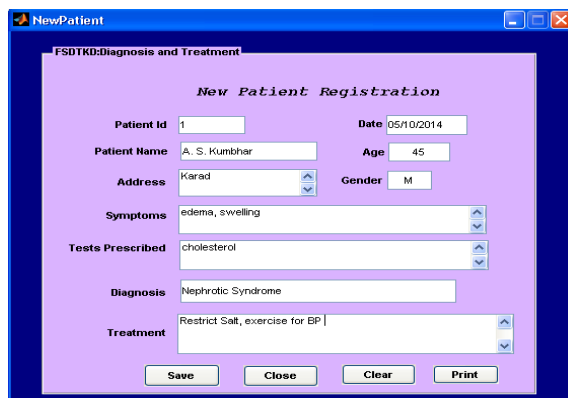 NewPatient
FSDTKD:Diagnosis and Treatment
New Patient Registration
Patient Id 1 Date 05/10/2014
Patient Name A. S. Kumbhar Age 45
Address Karad Gender M
Symptoms edema, swelling
Tests Prescribed cholesterol
Diagnosis Nephrotic Syndrome
Treatment Restrict Salt, exercise for BP
Save Close Clear Print